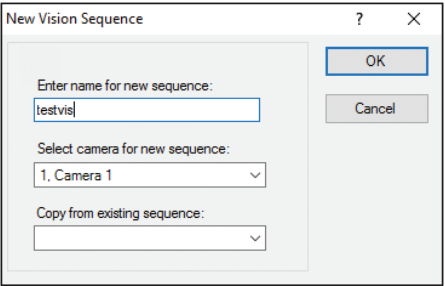 New Vision Sequence
?
OK
Enter name for new sequence:
testvis
Cancel
Select camera for new sequence:
1, Camera 1
Copy from existing sequence: